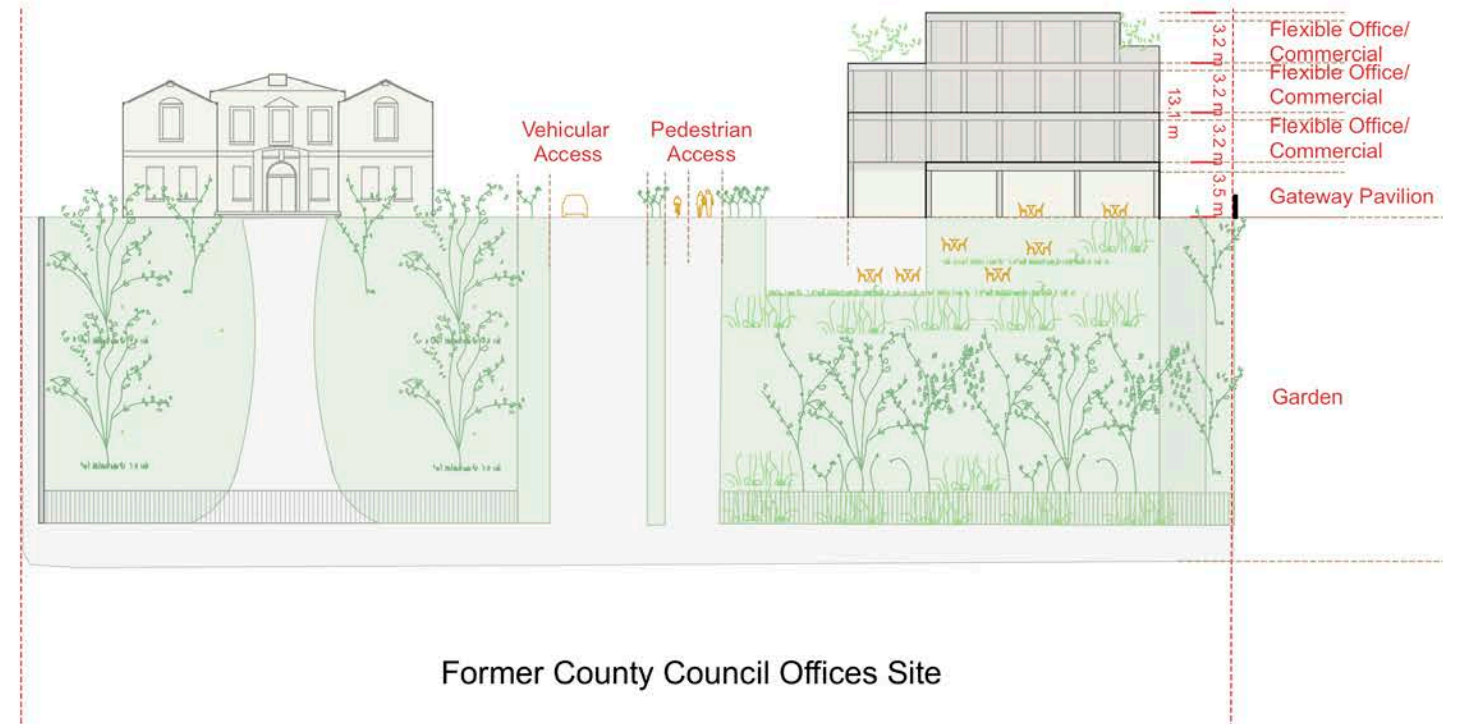 Flexible Office/
Commercial
Flexible Office/
Commercial
Flexible Office/
Commercial
Gateway Pavilion
3.2 m
3.2 m
3.2 m
3.5 m
13.1 m
Vehicular
Access
Pedestrian
Access
Garden
Former County Council Offices Site